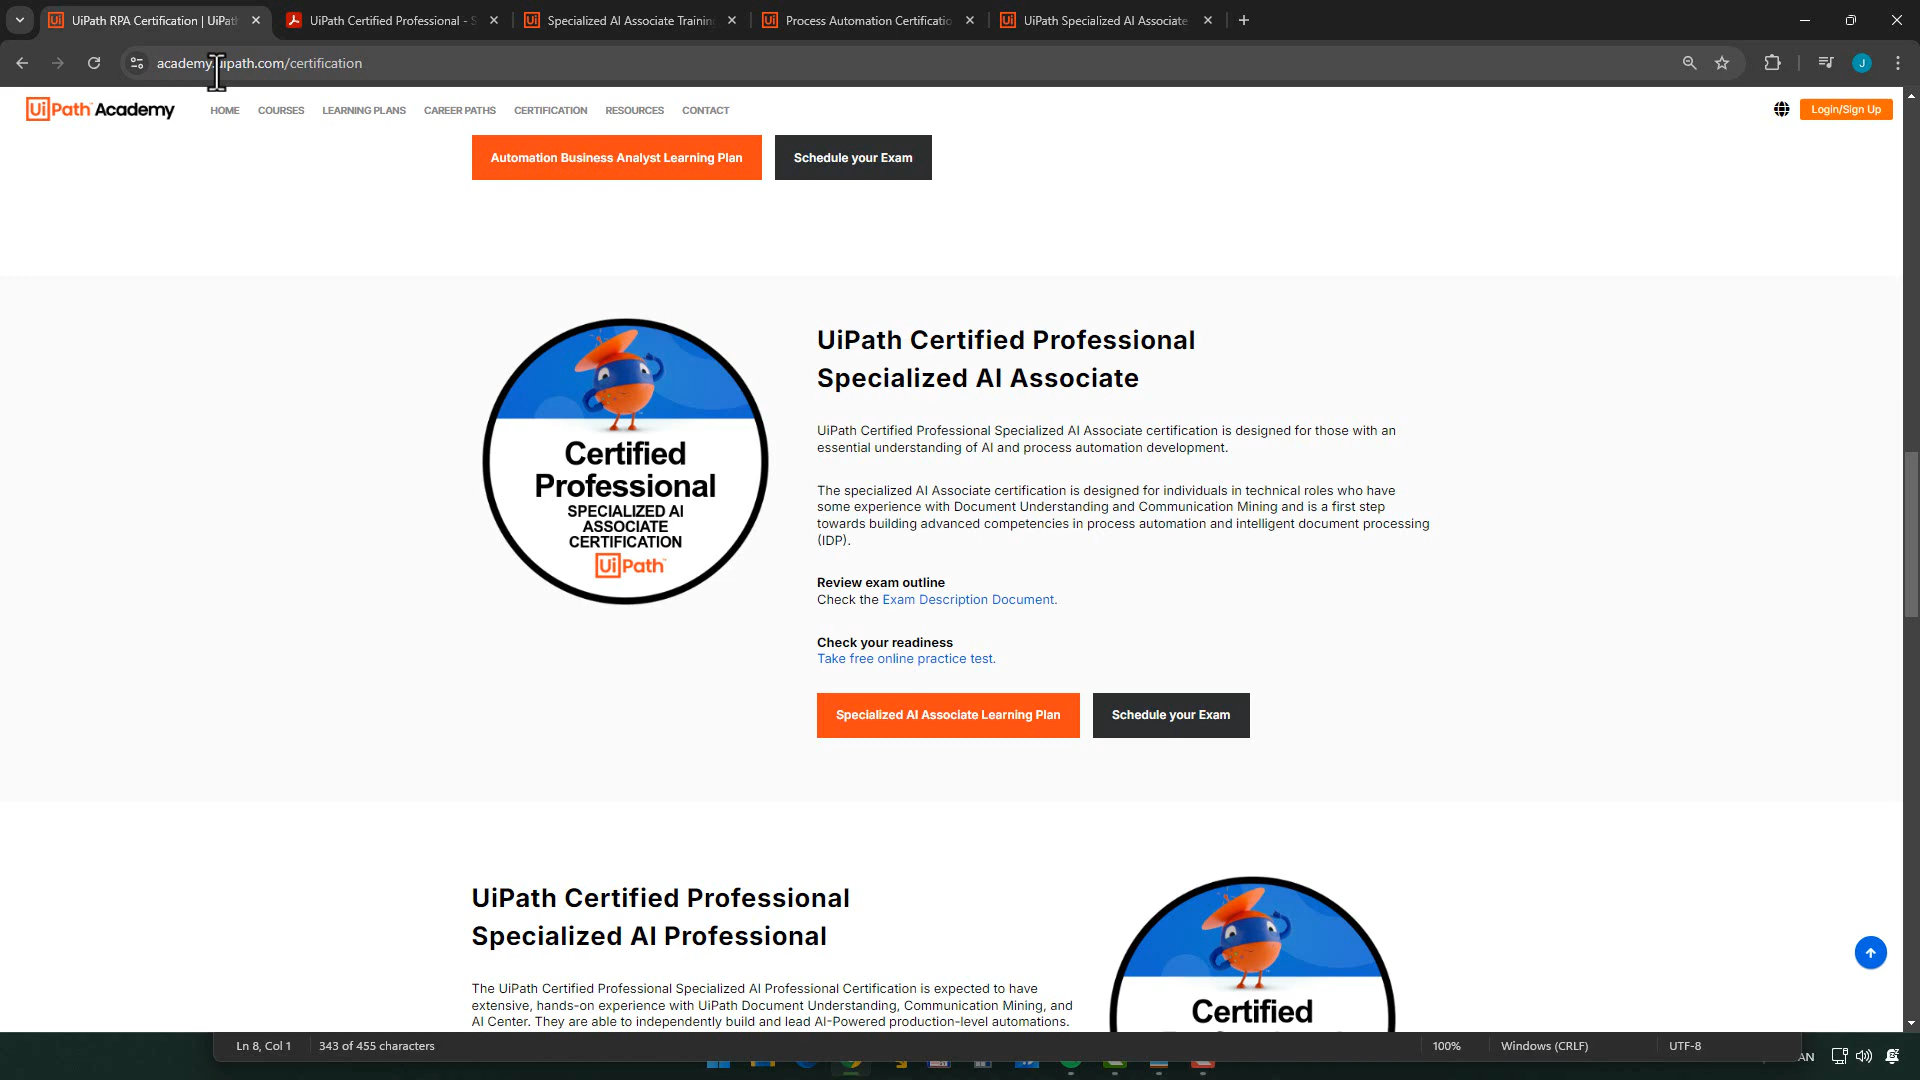 UiPath RPA Certification | UiPath
UiPath Certified Professional - S
Specialized AI Associate Training
Process Automation Certificatio
UiPath Specialized AI Associate
academy.uipath.com/certification
J
UiPath Academy
HOME
COURSES
LEARNING PLANS
CAREER PATHS
CERTIFICATION
RESOURCES
CONTACT
Login/Sign Up
Automation Business Analyst Learning Plan
Schedule your Exam
Certified
Professional
SPECIALIZED AI
ASSOCIATE
CERTIFICATION
UiPath
UiPath Certified Professional
Specialized AI Associate
UiPath Certified Professional Specialized AI Associate certification is designed for those with an
essential understanding of AI and process automation development.
The specialized AI Associate certification is designed for individuals in technical roles who have
some experience with Document Understanding and Communication Mining and is a first step
towards building advanced competencies in process automation and intelligent document processing
(IDP).
Review exam outline
Check the Exam Description Document.
Check your readiness
Take free online practice test.
Specialized AI Associate Learning Plan
Schedule your Exam
UiPath Certified Professional
Specialized AI Professional
The UiPath Certified Professional Specialized AI Professional Certification is expected to have
extensive, hands-on experience with UiPath Document Understanding, Communication Mining, and
AI Center. They are able to independently build and lead AI-Powered production-level automations.
Certified
Ln 8, Col 1
343 of 455 characters
100%
Windows (CRLF)
UTF-8